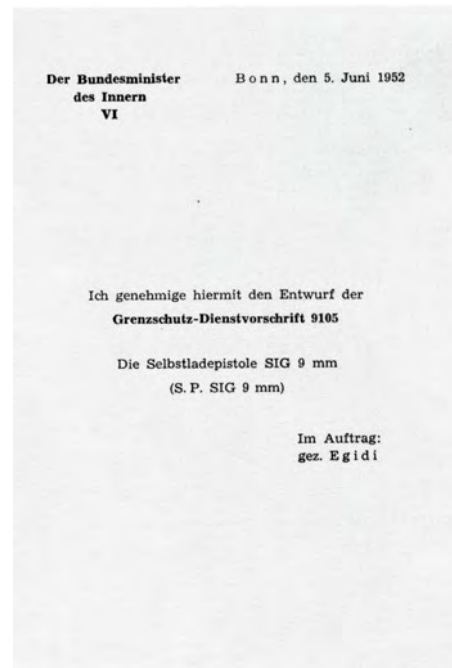 Der Bundesminister
des Innern
VI
Bonn, den 5. Juni 1952
Ich genehmige hiermit den Entwurf der
Grenzschutz-Dienstvorschrift 9105
Die Selbstladepistole SIG 9 mm
(S. P. SIG 9 mm)
Im Auftrag:
gez. Egidi